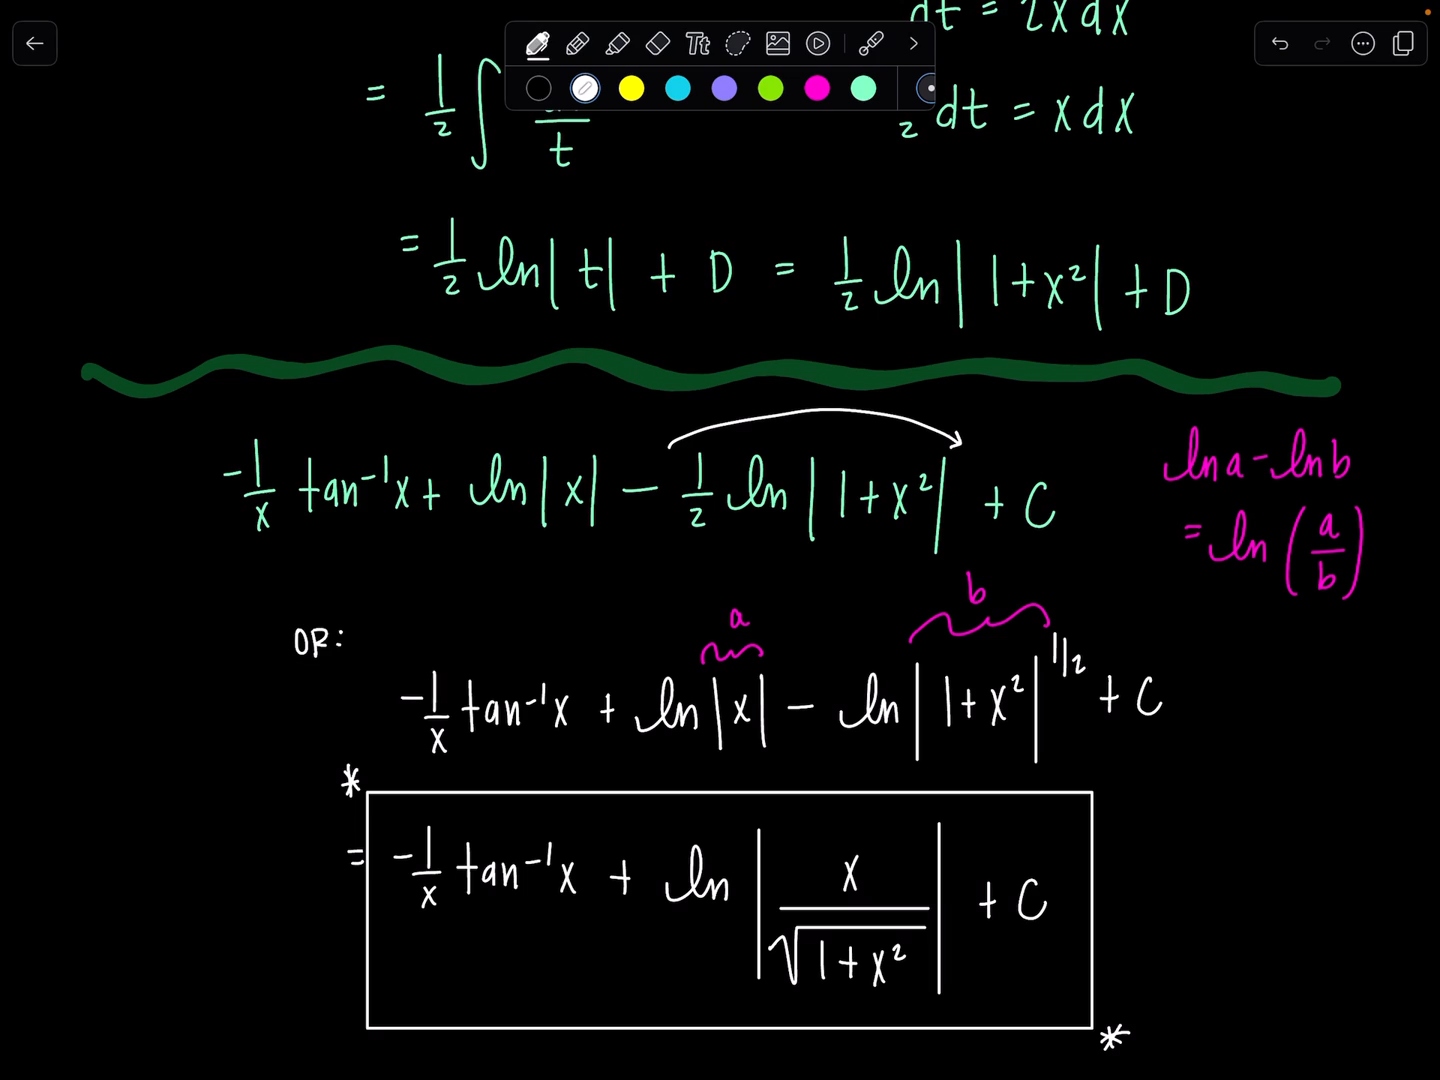 dt = 2x dx
= 1/2 ∫ /t
2 dt = x dx
= 1/2 ln|t| + D = 1/2 ln|1+x²| + D
-1/x tan⁻¹x + ln|x| - 1/2 ln|1+x²| + C
ln a - ln b
= ln(a/b)
a
b
OR:
-1/x tan⁻¹x + ln|x| - ln|1+x²|^1/2 + C
*
= -1/x tan⁻¹x + ln|x/√(1+x²)| + C
*
Tt